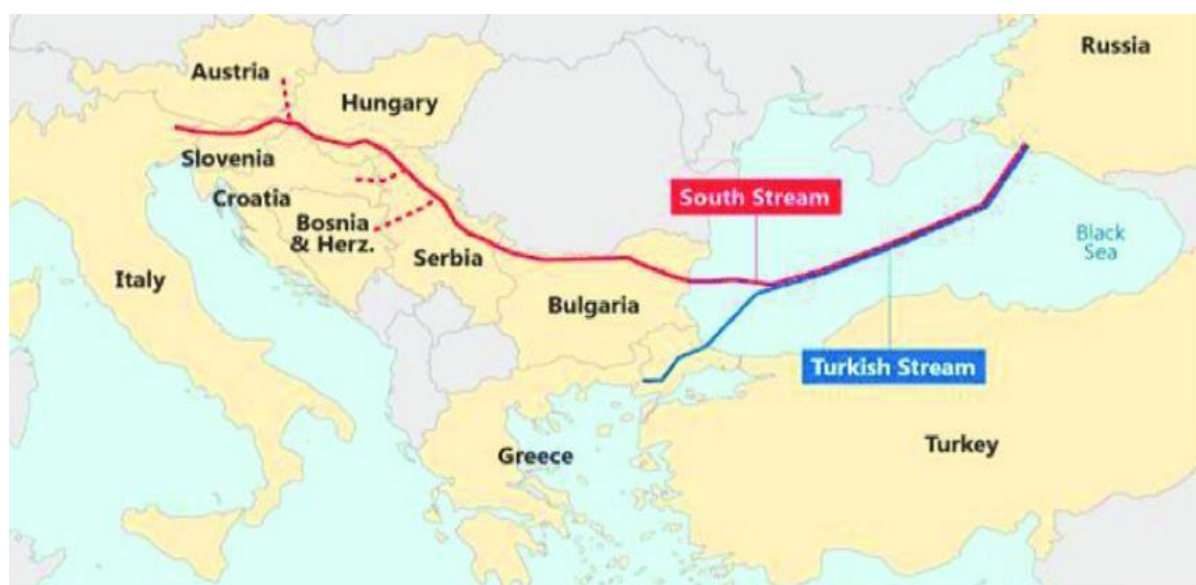 Russia
Austria
Hungary
Slovenia
South Stream
Croatia
Bosnia
& Herz.
Black
Sea
Serbia
Italy
Bulgaria
Turkish Stream
Turkey
Greece